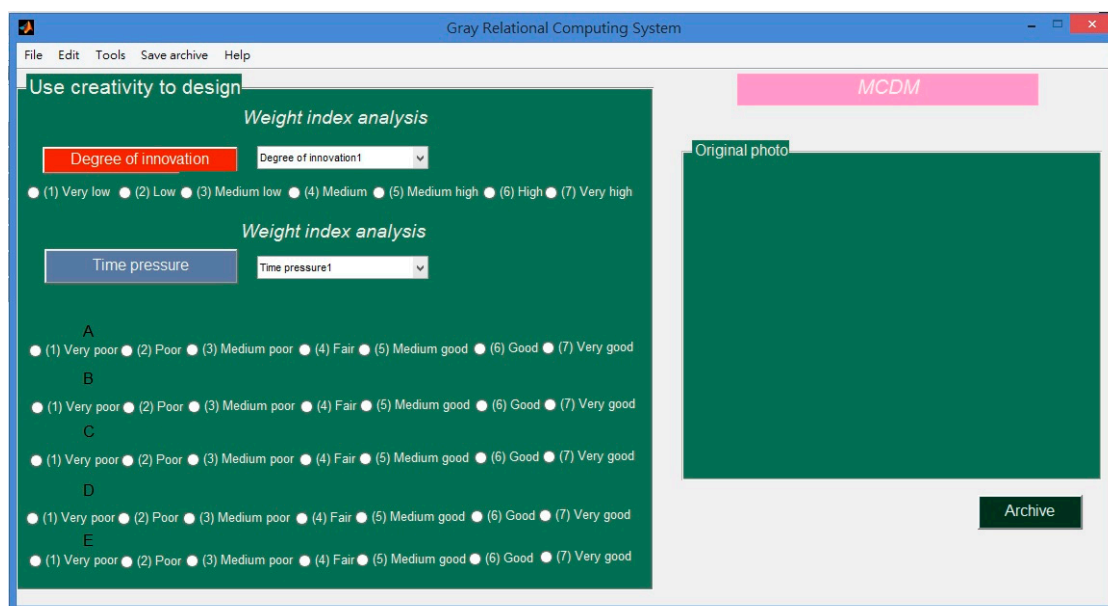 Gray Relational Computing System
File Edit Tools Save archive Help
Use creativity to design
Weight index analysis
Degree of innovation
Degree of innovation1
(1) Very low (2) Low (3) Medium low (4) Medium (5) Medium high (6) High (7) Very high
Weight index analysis
Time pressure
Time pressure1
A
(1) Very poor (2) Poor (3) Medium poor (4) Fair (5) Medium good (6) Good (7) Very good
B
(1) Very poor (2) Poor (3) Medium poor (4) Fair (5) Medium good (6) Good (7) Very good
C
(1) Very poor (2) Poor (3) Medium poor (4) Fair (5) Medium good (6) Good (7) Very good
D
(1) Very poor (2) Poor (3) Medium poor (4) Fair (5) Medium good (6) Good (7) Very good
E
(1) Very poor (2) Poor (3) Medium poor (4) Fair (5) Medium good (6) Good (7) Very good
MCDM
Original photo
Archive